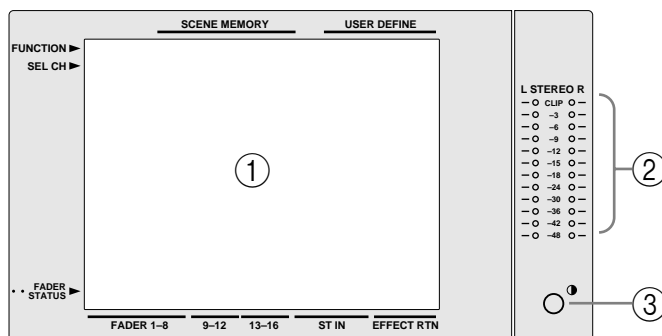 SCENE MEMORY USER DEFINE
FUNCTION ►
SEL CH ►
L STEREO R
CLIP
–3
–6
–9
–12
–15
–18
–24
–30
–36
–42
–48
①
②
③
•• FADER STATUS ►
FADER 1–8 9–12 13–16 ST IN EFFECT RTN